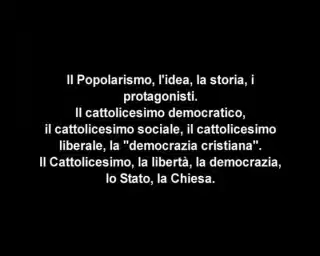 Il Popolarismo, l'idea, la storia, i
protagonisti.
Il cattolicesimo democratico,
il cattolicesimo sociale, il cattolicesimo
liberale, la "democrazia cristiana".
Il Cattolicesimo, la libertà, la democrazia,
lo Stato, la Chiesa.